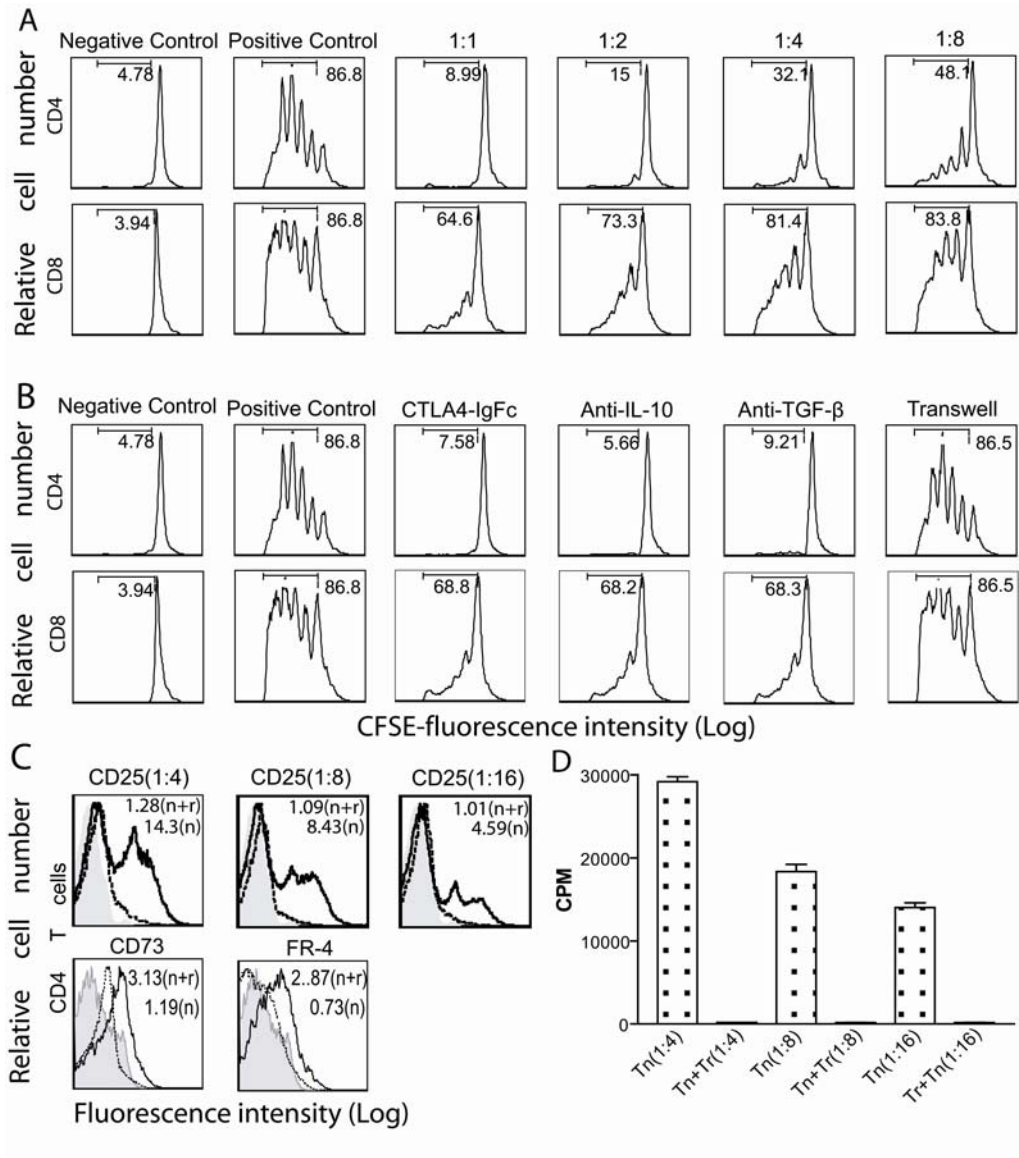 A
Negative Control Positive Control 1:1 1:2 1:4 1:8
Relative cell number
CD4
4.78 86.8 8.99 15 32.1 48.1
CD8
3.94 86.8 64.6 73.3 81.4 83.8
B
Negative Control Positive Control CTLA4-IgFc Anti-IL-10 Anti-TGF-β Transwell
Relative cell number
CD4
4.78 86.8 7.58 5.66 9.21 86.5
CD8
3.94 86.8 68.8 68.2 68.3 86.5
CFSE-fluorescence intensity (Log)
C
Relative cell number
CD4 T cells
CD25(1:4) CD25(1:8) CD25(1:16)
1.28(n+r) 1.09(n+r) 1.01(n+r)
14.3(n) 8.43(n) 4.59(n)
CD73 FR-4
3.13(n+r) 2..87(n+r)
1.19(n) 0.73(n)
Fluorescence intensity (Log)
D
CPM
30000
20000
10000
0
Tn(1:4) Tn+Tr(1:4) Tn(1:8) Tn+Tr(1:8) Tn(1:16) Tr+Tn(1:16)